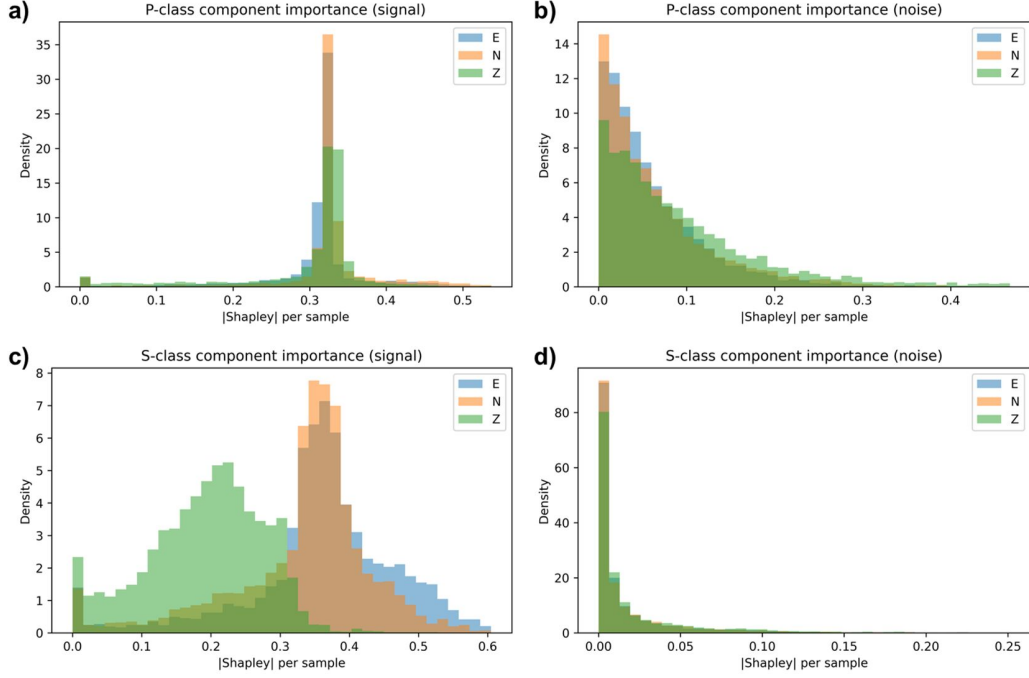 a)
P-class component importance (signal)
E
N
Z
35
30
25
20
15
10
5
0
Density
0.0 0.1 0.2 0.3 0.4 0.5
|Shapley| per sample
b)
P-class component importance (noise)
E
N
Z
14
12
10
8
6
4
2
0
Density
0.0 0.1 0.2 0.3 0.4
|Shapley| per sample
c)
S-class component importance (signal)
E
N
Z
8
7
6
5
4
3
2
1
0
Density
0.0 0.1 0.2 0.3 0.4 0.5 0.6
|Shapley| per sample
d)
S-class component importance (noise)
E
N
Z
80
60
40
20
0
Density
0.00 0.05 0.10 0.15 0.20 0.25
|Shapley| per sample